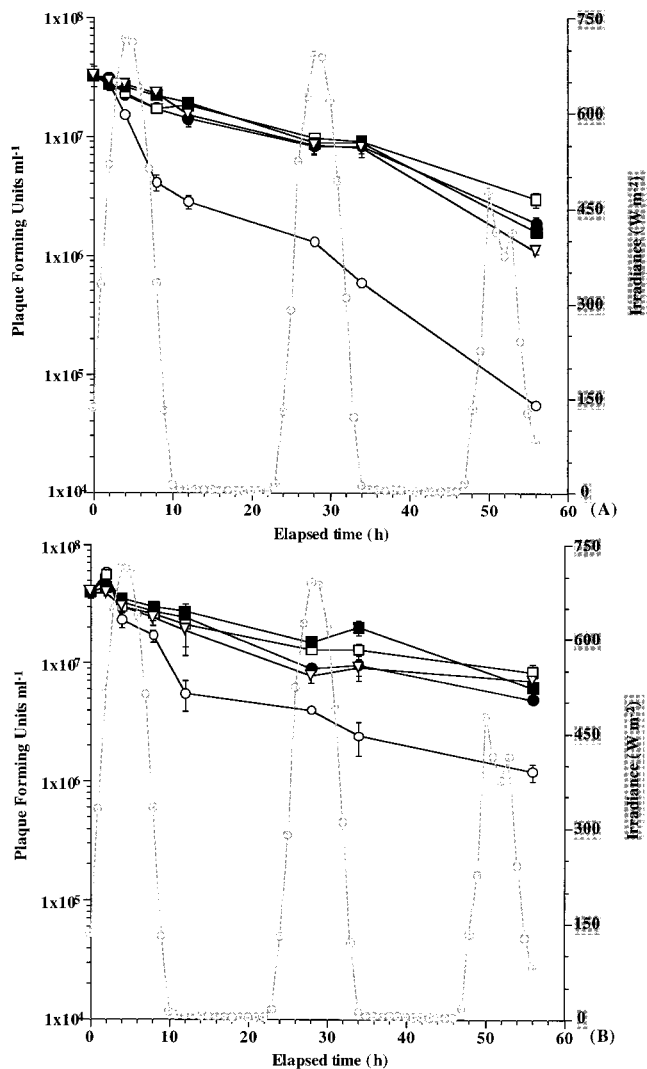 1x10⁸
1x10⁷
1x10⁶
1x10⁵
1x10⁴
Plaque Forming Units ml⁻¹
0
10
20
30
40
50
60
Elapsed time (h)
750
600
450
300
150
0
Irradiance (W m⁻²)
(A)
1x10⁸
1x10⁷
1x10⁶
1x10⁵
1x10⁴
Plaque Forming Units ml⁻¹
0
10
20
30
40
50
60
Elapsed time (h)
750
600
450
300
150
0
Irradiance (W m⁻²)
(B)